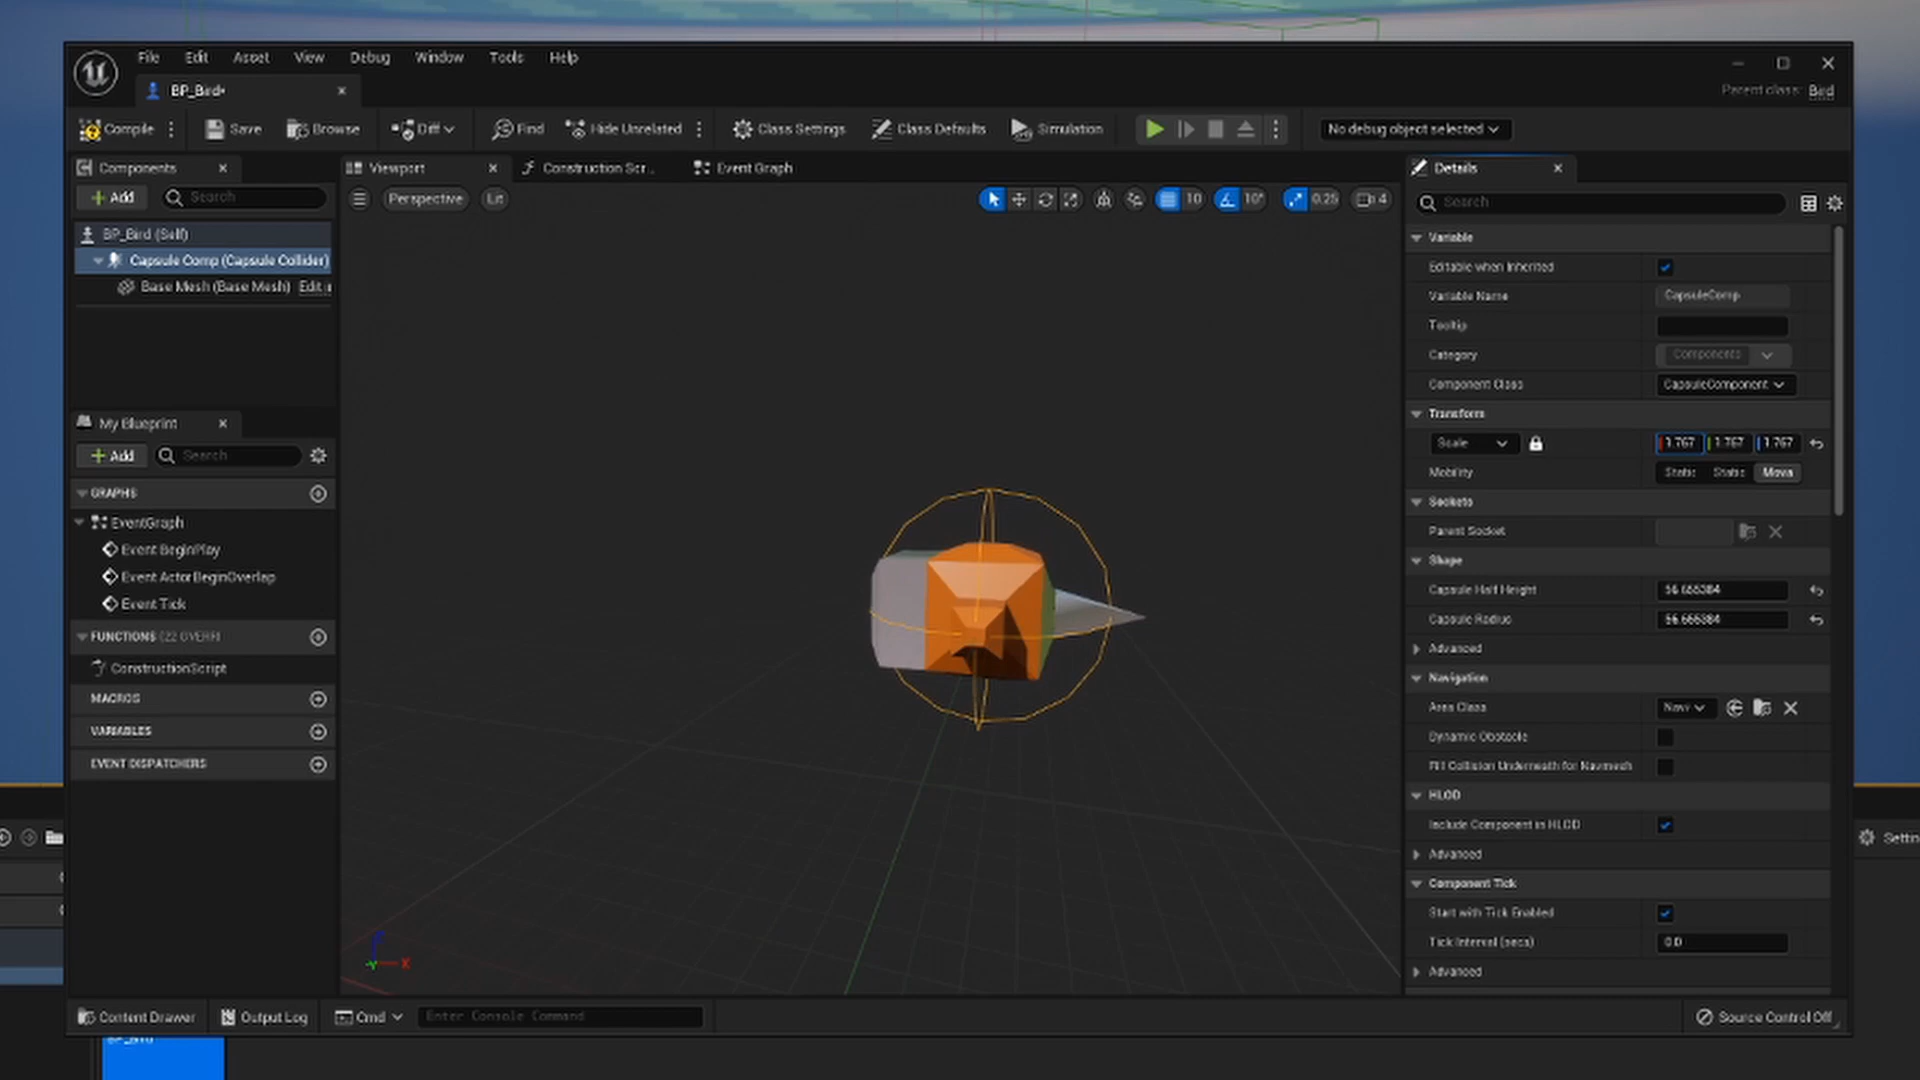 File Edit Asset View Debug Window Tools Help
BP_Bird•
Parent class: Bird
Compile Save Browse Diff Find Hide Unrelated Class Settings Class Defaults Simulation No debug object selected
Components
Add Search
BP_Bird (Self)
Capsule Comp (Capsule Collider)
Base Mesh (Base Mesh) Edit
My Blueprint
Add Search
GRAPHS
EventGraph
Event BeginPlay
Event ActorBeginOverlap
Event Tick
FUNCTIONS (22 OVERRI
ConstructionScript
MACROS
VARIABLES
EVENT DISPATCHERS
Viewport Construction Scr... Event Graph
Perspective Lit 10 10° 0.25 4
X
Details
Search
Variable
Editable when Inherited
Variable Name CapsuleComp
Tooltip
Category Components
Component Class CapsuleComponent
Transform
Scale 1.767 1.767 1.767
Mobility Static Static Mova
Sockets
Parent Socket
Shape
Capsule Half Height 56.655384
Capsule Radius 56.655384
Advanced
Navigation
Area Class Navi
Dynamic Obstacle
Fill Collision Underneath for Navmesh
HLOD
Include Component in HLOD
Advanced
Component Tick
Start with Tick Enabled
Tick Interval (secs) 0.0
Advanced
Content Drawer Output Log Cmd Enter Console Command Source Control Off
Settin
BP_Bird